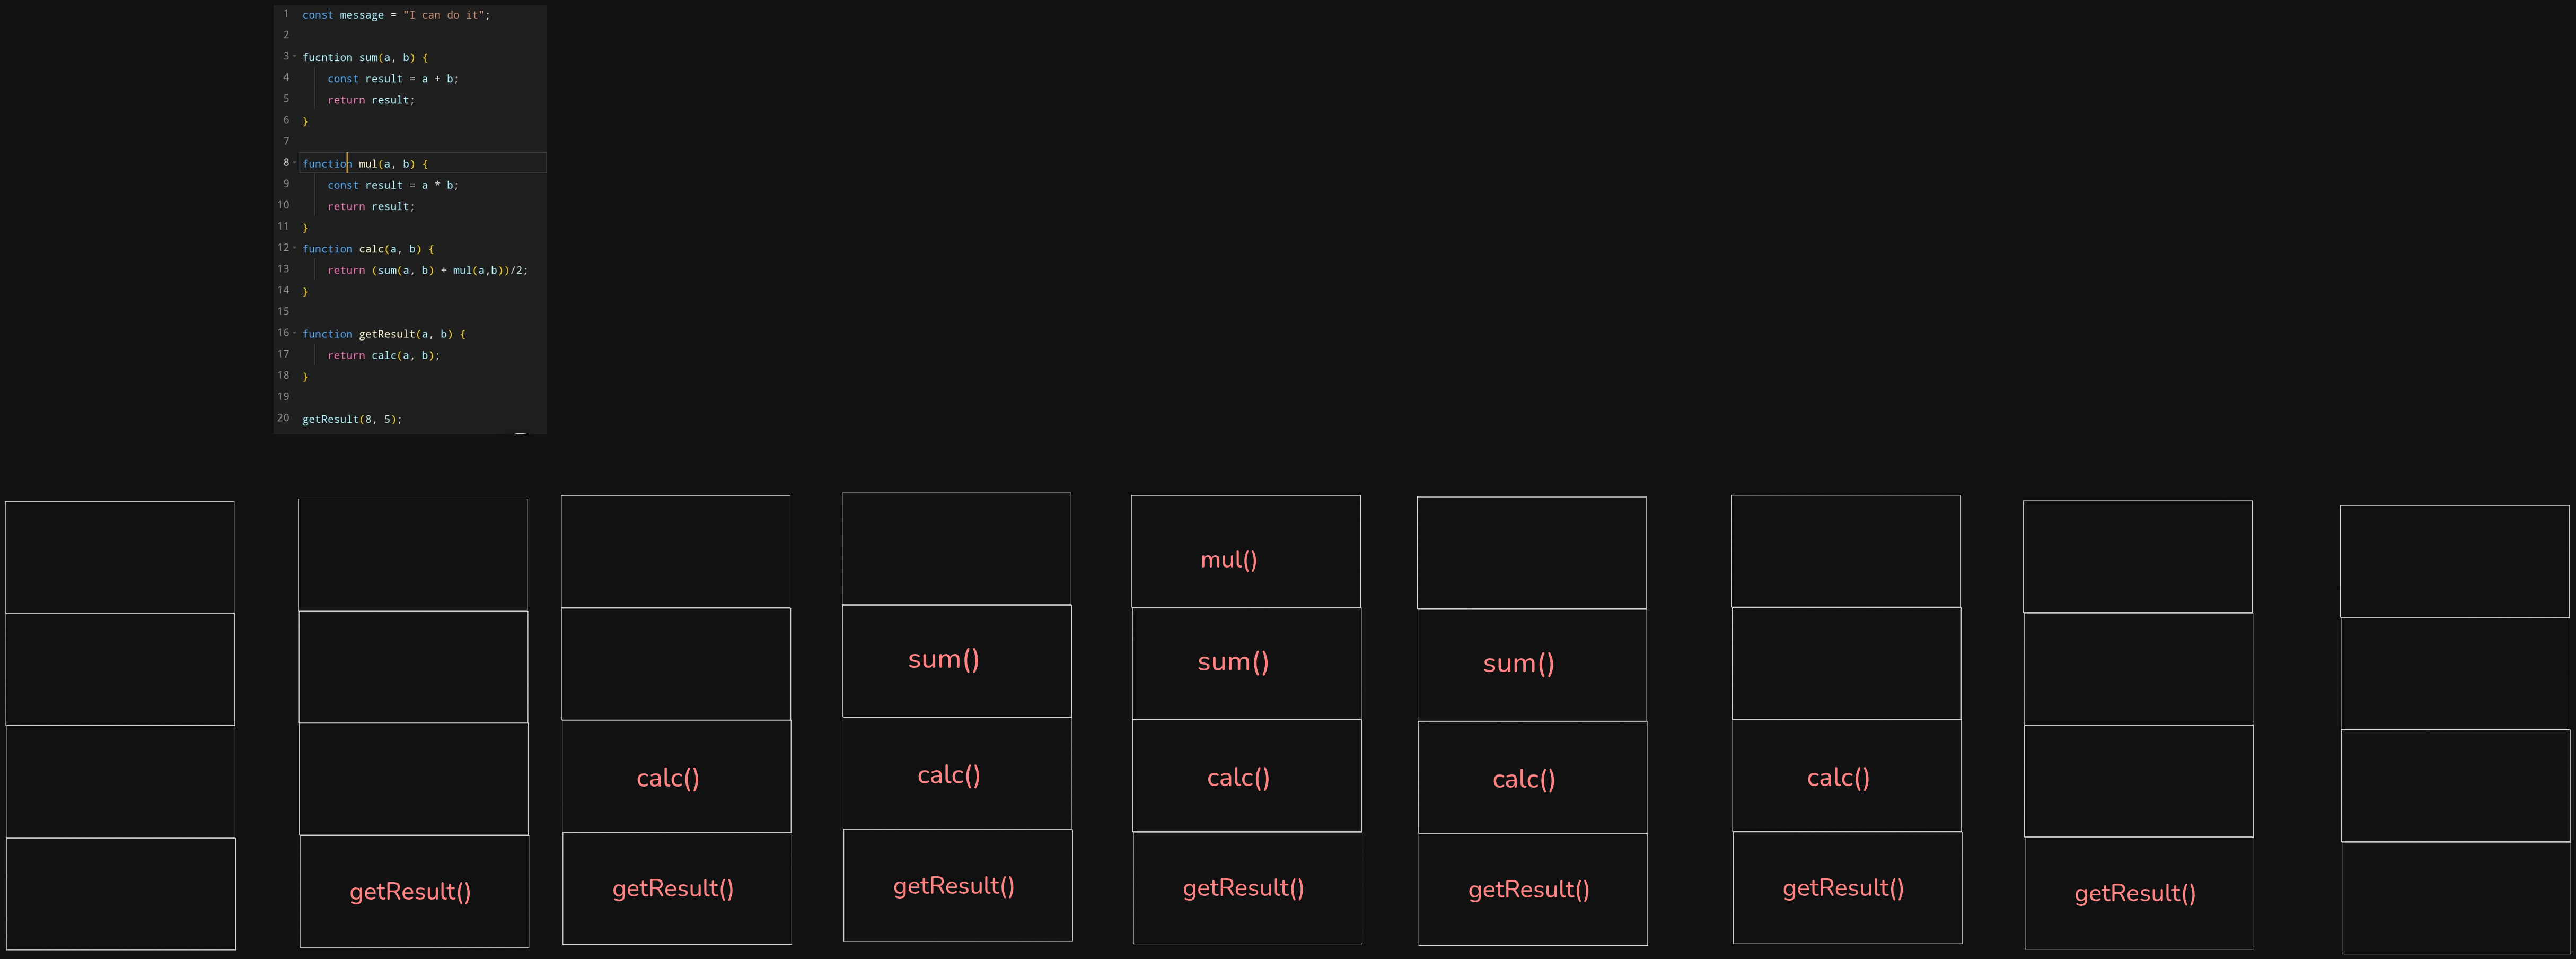 1 const message = "I can do it";
2
3 fucntion sum(a, b) {
4 const result = a + b;
5 return result;
6 }
7
8 function mul(a, b) {
9 const result = a * b;
10 return result;
11 }
12 function calc(a, b) {
13 return (sum(a, b) + mul(a,b))/2;
14 }
15
16 function getResult(a, b) {
17 return calc(a, b);
18 }
19
20 getResult(8, 5);
getResult()
calc()
getResult()
sum()
calc()
getResult()
mul()
sum()
calc()
getResult()
sum()
calc()
getResult()
calc()
getResult()
getResult()